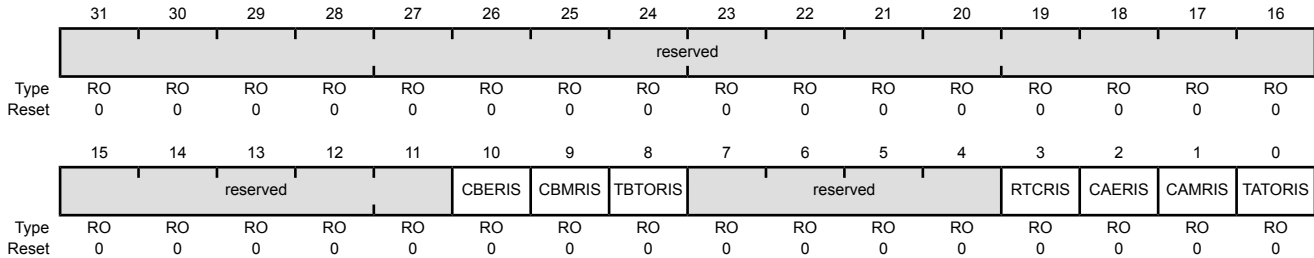 31 30 29 28 27 26 25 24 23 22 21 20 19 18 17 16
reserved
Type RO RO RO RO RO RO RO RO RO RO RO RO RO RO RO RO
Reset 0 0 0 0 0 0 0 0 0 0 0 0 0 0 0 0
15 14 13 12 11 10 9 8 7 6 5 4 3 2 1 0
reserved CBERIS CBMRIS TBTORIS reserved RTCRIS CAERIS CAMRIS TATORIS
Type RO RO RO RO RO RO RO RO RO RO RO RO RO RO RO RO
Reset 0 0 0 0 0 0 0 0 0 0 0 0 0 0 0 0